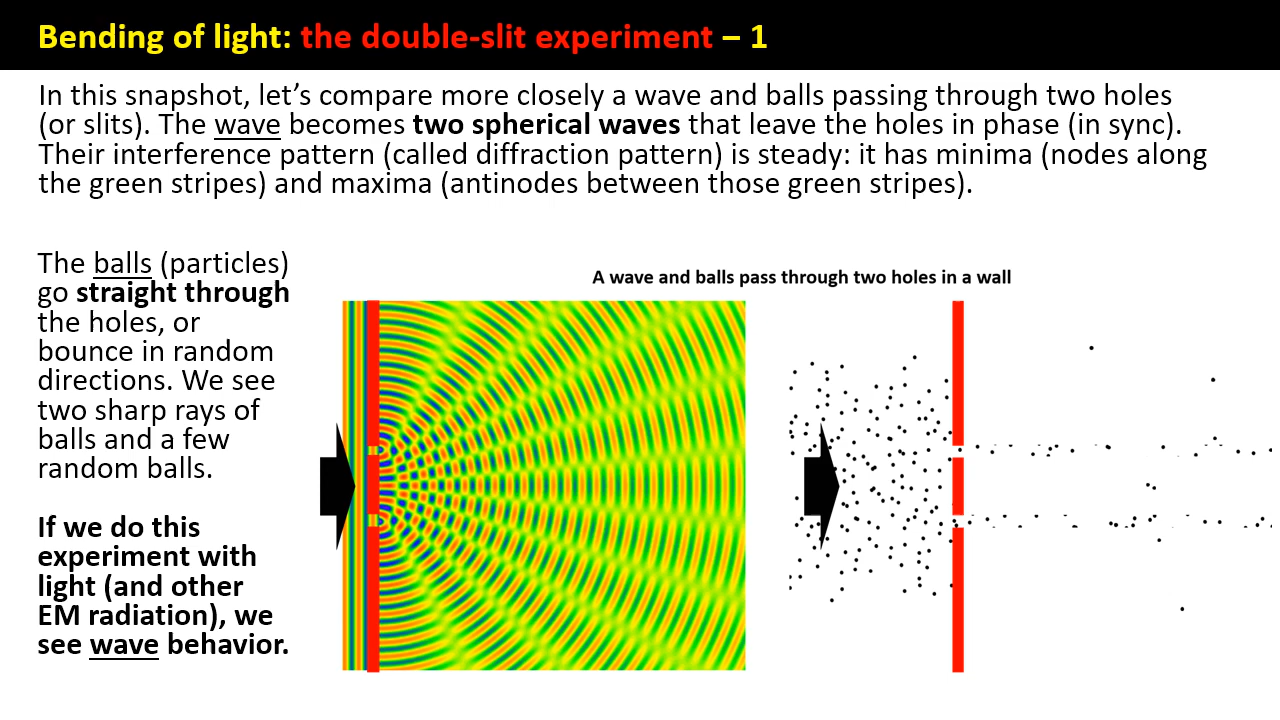 Bending of light: the double-slit experiment – 1
In this snapshot, let’s compare more closely a wave and balls passing through two holes
(or slits). The wave becomes two spherical waves that leave the holes in phase (in sync).
Their interference pattern (called diffraction pattern) is steady: it has minima (nodes along
the green stripes) and maxima (antinodes between those green stripes).
The balls (particles)
go straight through
the holes, or
bounce in random
directions. We see
two sharp rays of
balls and a few
random balls.
If we do this
experiment with
light (and other
EM radiation), we
see wave behavior.
A wave and balls pass through two holes in a wall